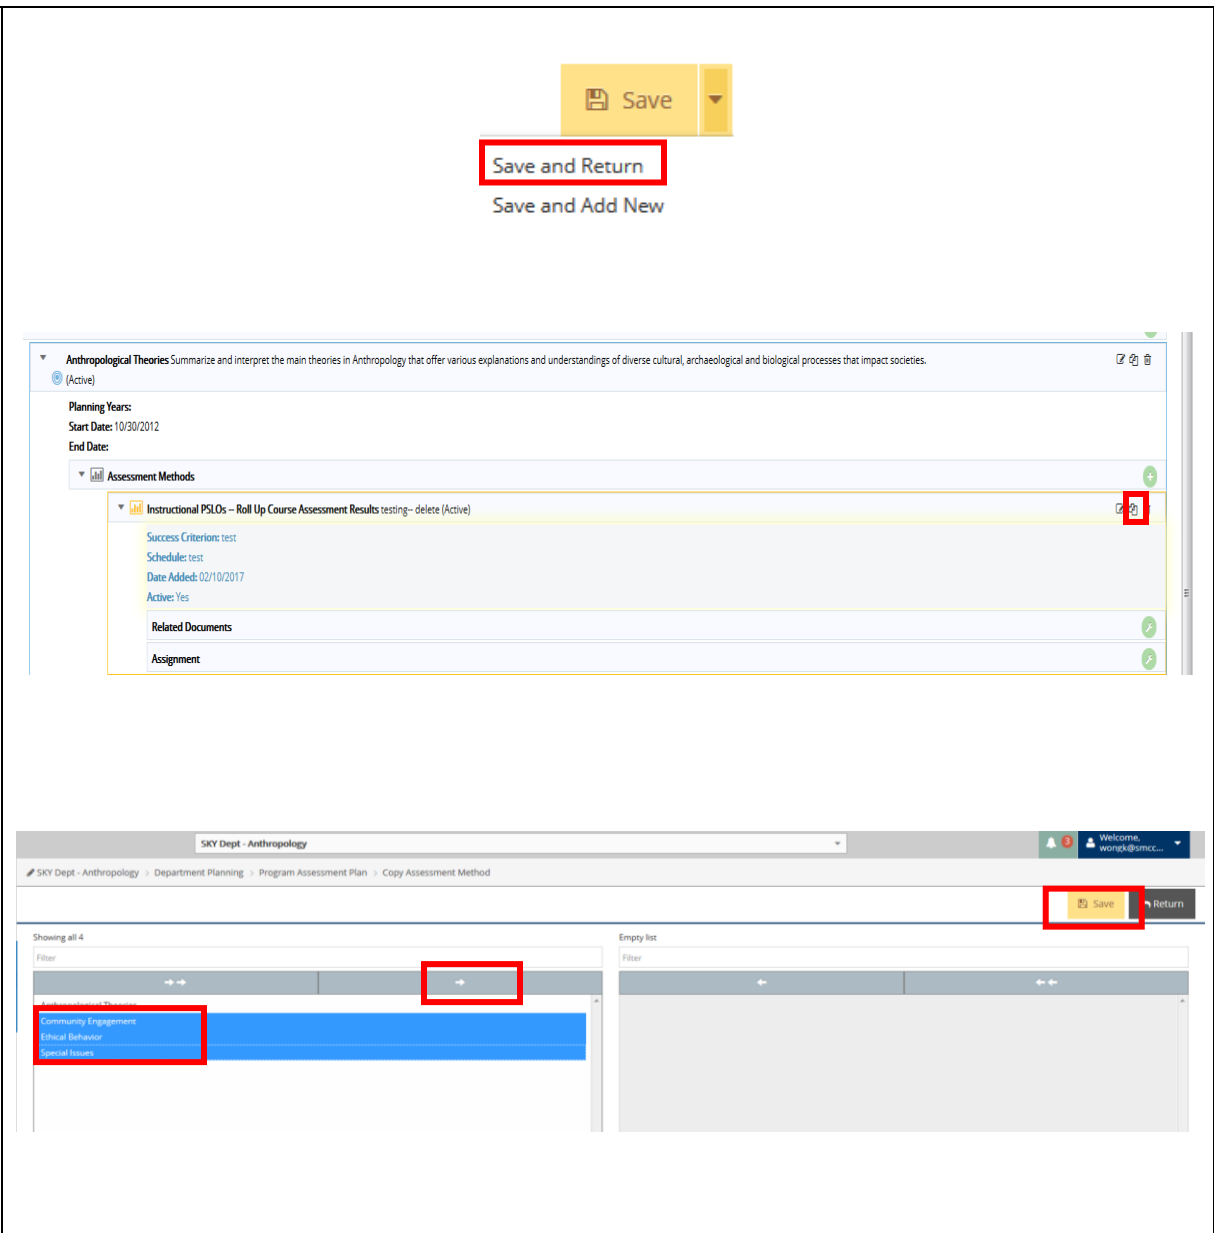 Save
Save and Return
Save and Add New
Anthropological Theories Summarize and interpret the main theories in Anthropology that offer various explanations and understandings of diverse cultural, archaeological and biological processes that impact societies.
(Active)
Planning Years:
Start Date: 10/30/2012
End Date:
Assessment Methods
Instructional PSLOs -- Roll Up Course Assessment Results testing-- delete (Active)
Success Criterion: test
Schedule: test
Date Added: 02/10/2017
Active: Yes
Related Documents
Assignment
SKY Dept - Anthropology
3
Welcome,
wongk@smcc...
SKY Dept - Anthropology > Department Planning > Program Assessment Plan > Copy Assessment Method
Save
Return
Showing all 4
Empty list
Filter
Filter
Anthropological Theories
Community Engagement
Ethical Behavior
Special Issues